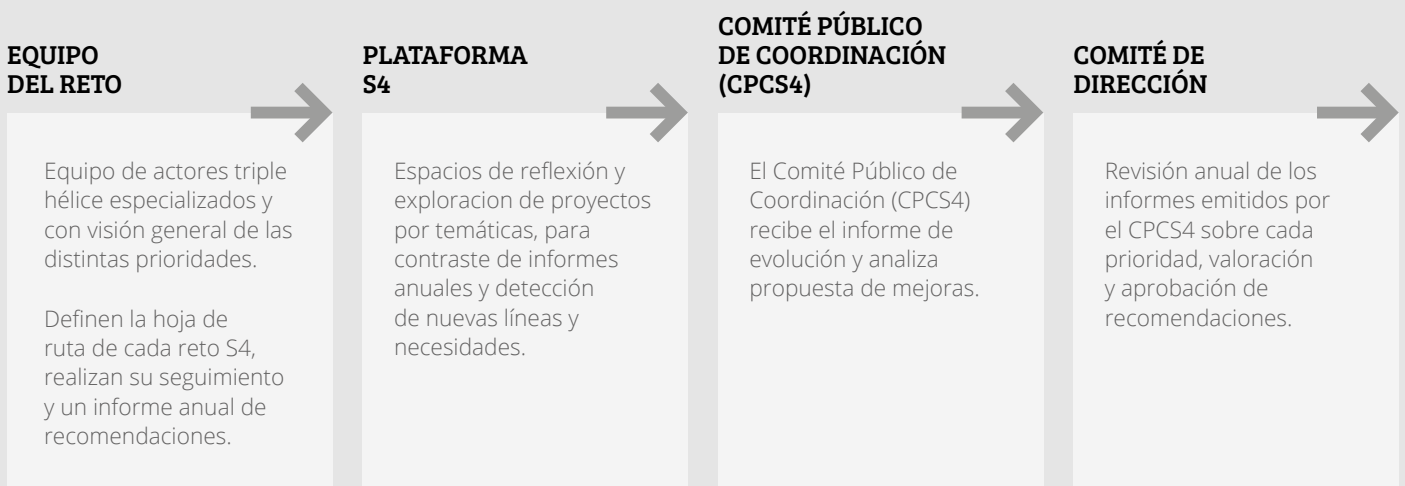 EQUIPO
DEL RETO
Equipo de actores triple
hélice especializados y
con visión general de las
distintas prioridades.
Definen la hoja de
ruta de cada reto S4,
realizan su seguimiento
y un informe anual de
recomendaciones.
PLATAFORMA
S4
Espacios de reflexión y
exploracion de proyectos
por temáticas, para
contraste de informes
anuales y detección
de nuevas líneas y
necesidades.
COMITÉ PÚBLICO
DE COORDINACIÓN
(CPCS4)
El Comité Público de
Coordinación (CPCS4)
recibe el informe de
evolución y analiza
propuesta de mejoras.
COMITÉ DE
DIRECCIÓN
Revisión anual de los
informes emitidos por
el CPCS4 sobre cada
prioridad, valoración
y aprobación de
recomendaciones.